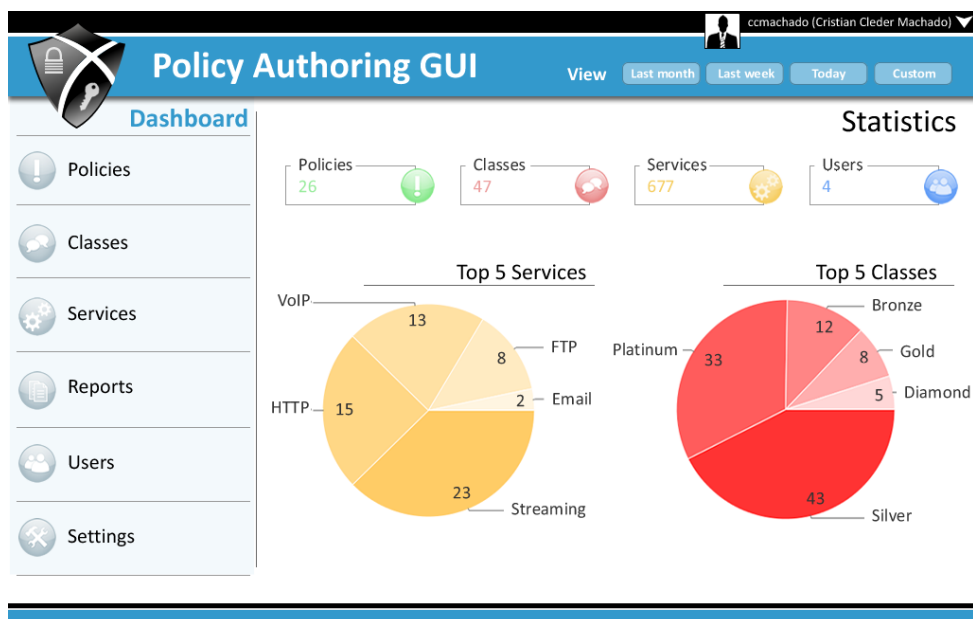 ccmachado (Cristian Cleder Machado)
Policy Authoring GUI
View
Last month
Last week
Today
Custom
Dashboard
Policies
Classes
Services
Reports
Users
Settings
Statistics
Policies
26
Classes
47
Services
677
Users
4
Top 5 Services
VoIP
13
FTP
8
Email
2
HTTP
15
Streaming
23
Top 5 Classes
Bronze
12
Platinum
33
Gold
8
Diamond
5
Silver
43